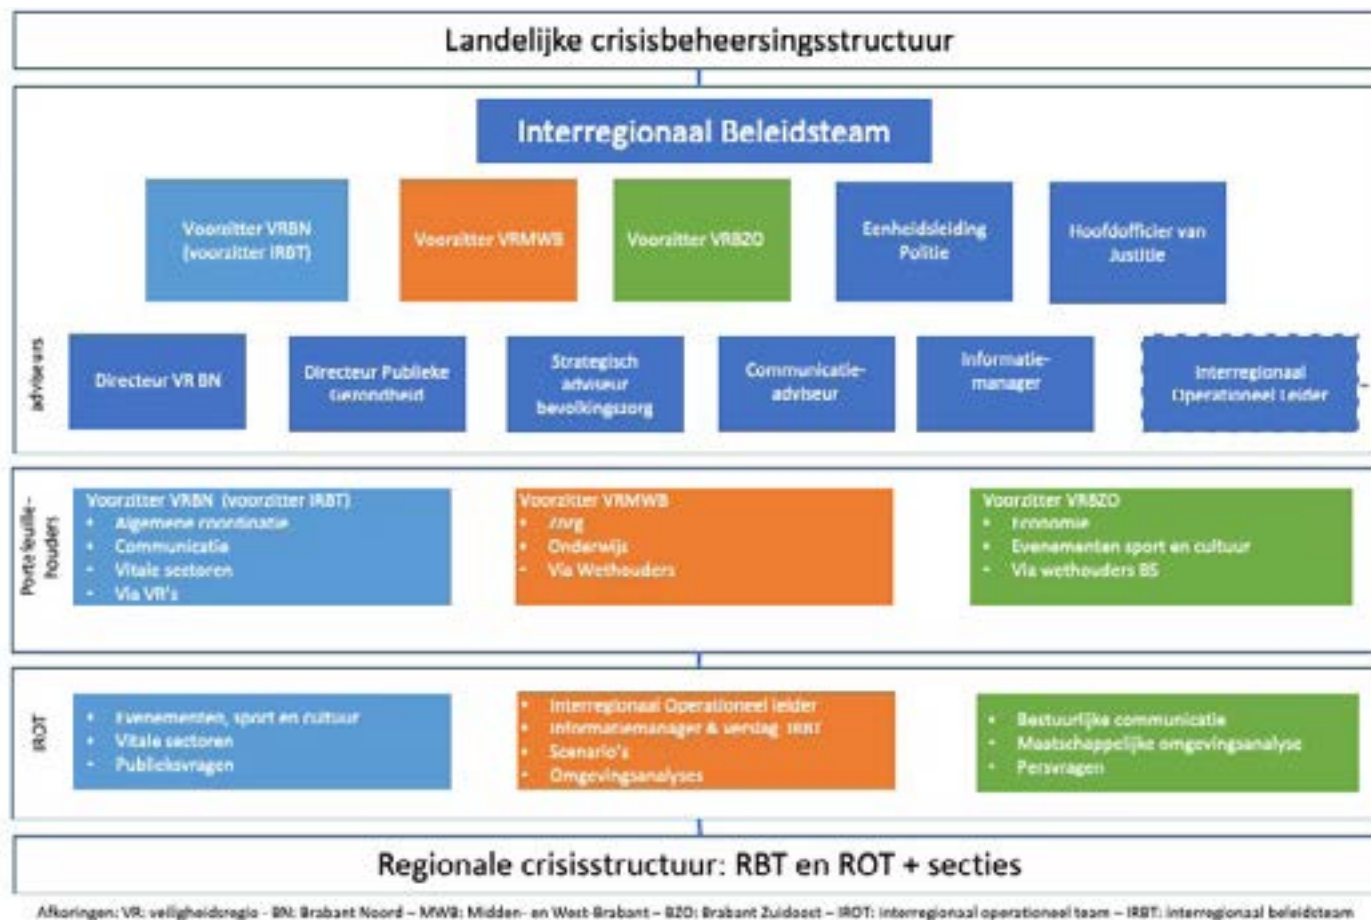 Landelijke crisisbeheersingsstructuur
Interregionaal Beleidsteam
Voorzitter VRBN
(voorzitter IRBT)
Voorzitter VRMWB
Voorzitter VRBZO
Eenheidsleiding
Politie
Hoofdofficier van
Justitie
adviseurs
Directeur VR BN
Directeur Publieke
Gezondheid
Strategisch
adviseur
bevolkingszorg
Communicatie-
adviseur
Informatie-
manager
Interregionaal
Operationeel Leider
Portefeuille-
houders
Voorzitter VRBN (voorzitter IRBT)
• Algemene coordinatie
• Communicatie
• Vitale sectoren
• Via VR's
Voorzitter VRMWB
• Zorg
• Onderwijs
- Via Wethouders
Voorzitter VRBZO
• Economie
• Evenementen sport en cultuur
• Via wethouders B5
IROT
• Evenementen, sport en cultuur
• Vitale sectoren
• Publieksvragen
• Interregionaal Operationeel leider
• Informatiemanager & verslag IRBT
• Scenario's
• Omgevingsanalyses
• Bestuurlijke communicatie
• Maatschappelijke omgevingsanalyse
• Persvragen
Regionale crisisstructuur: RBT en ROT + secties
Afkoringen: VR: veiligheidsregio - BN: Brabant Noord – MWB: Midden- en West-Brabant – BZO: Brabant Zuidoost – IROT: interregionaal operationeel team – IRBT: interregionaal beleidsteam